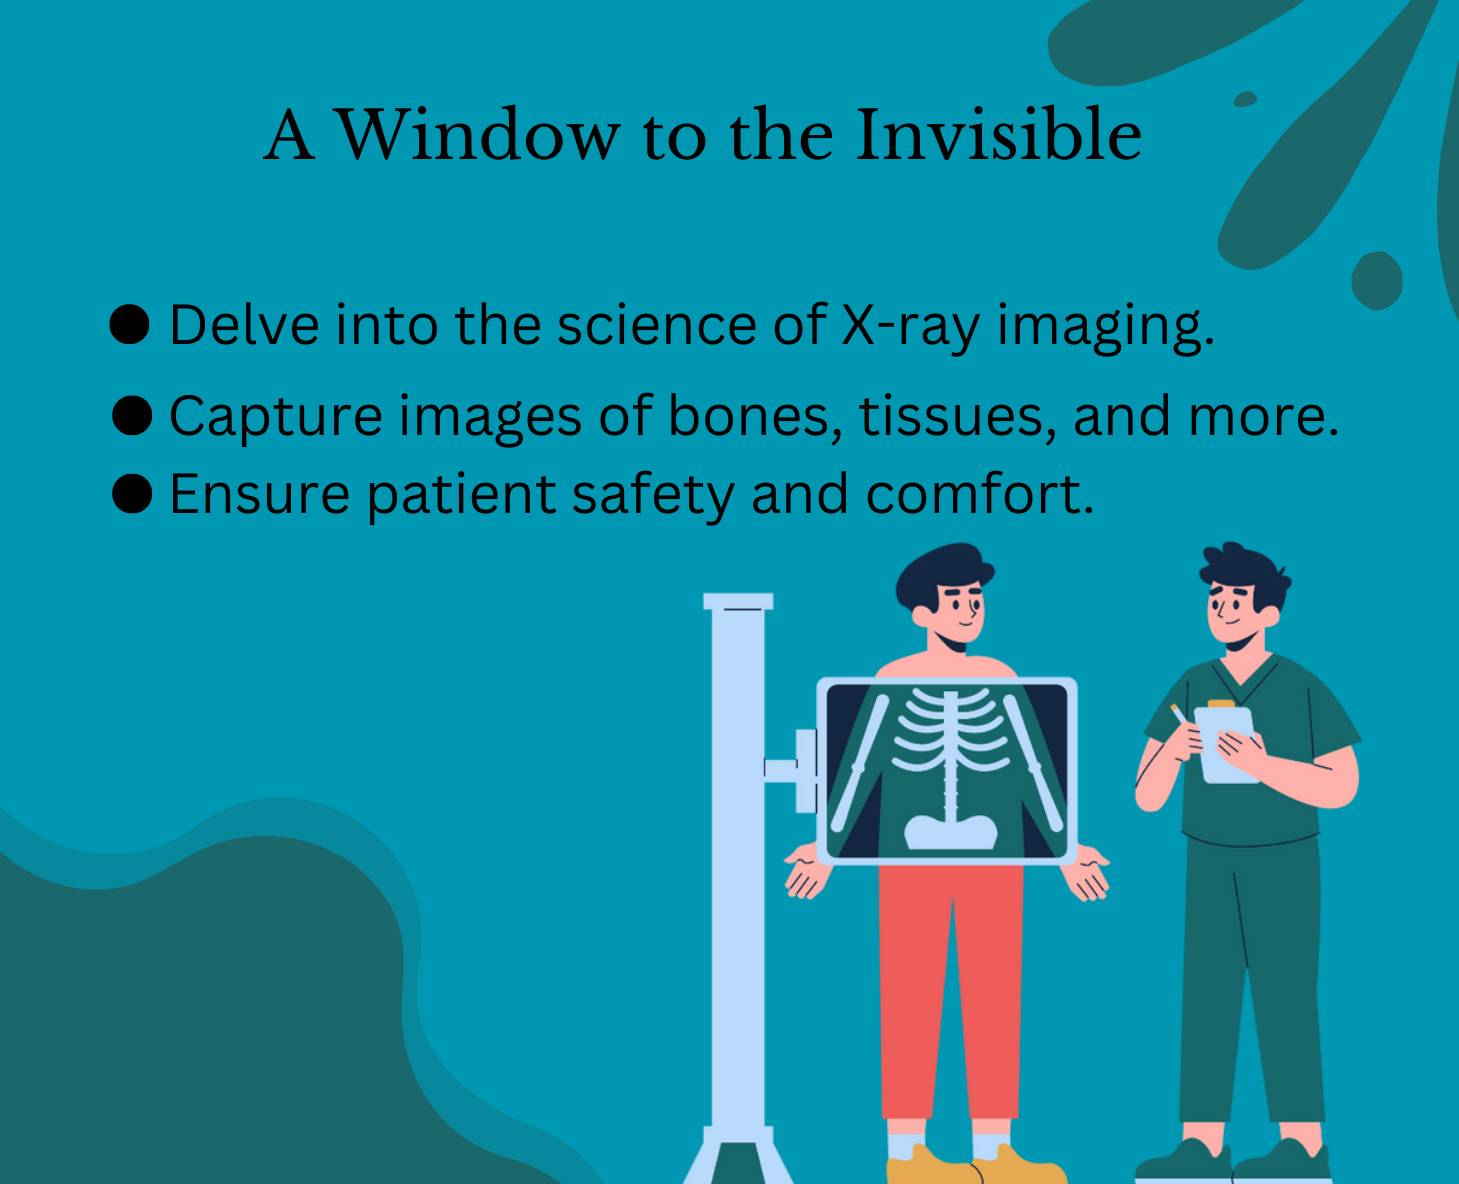 A Window to the Invisible
● Delve into the science of X-ray imaging.
● Capture images of bones, tissues, and more.
● Ensure patient safety and comfort.